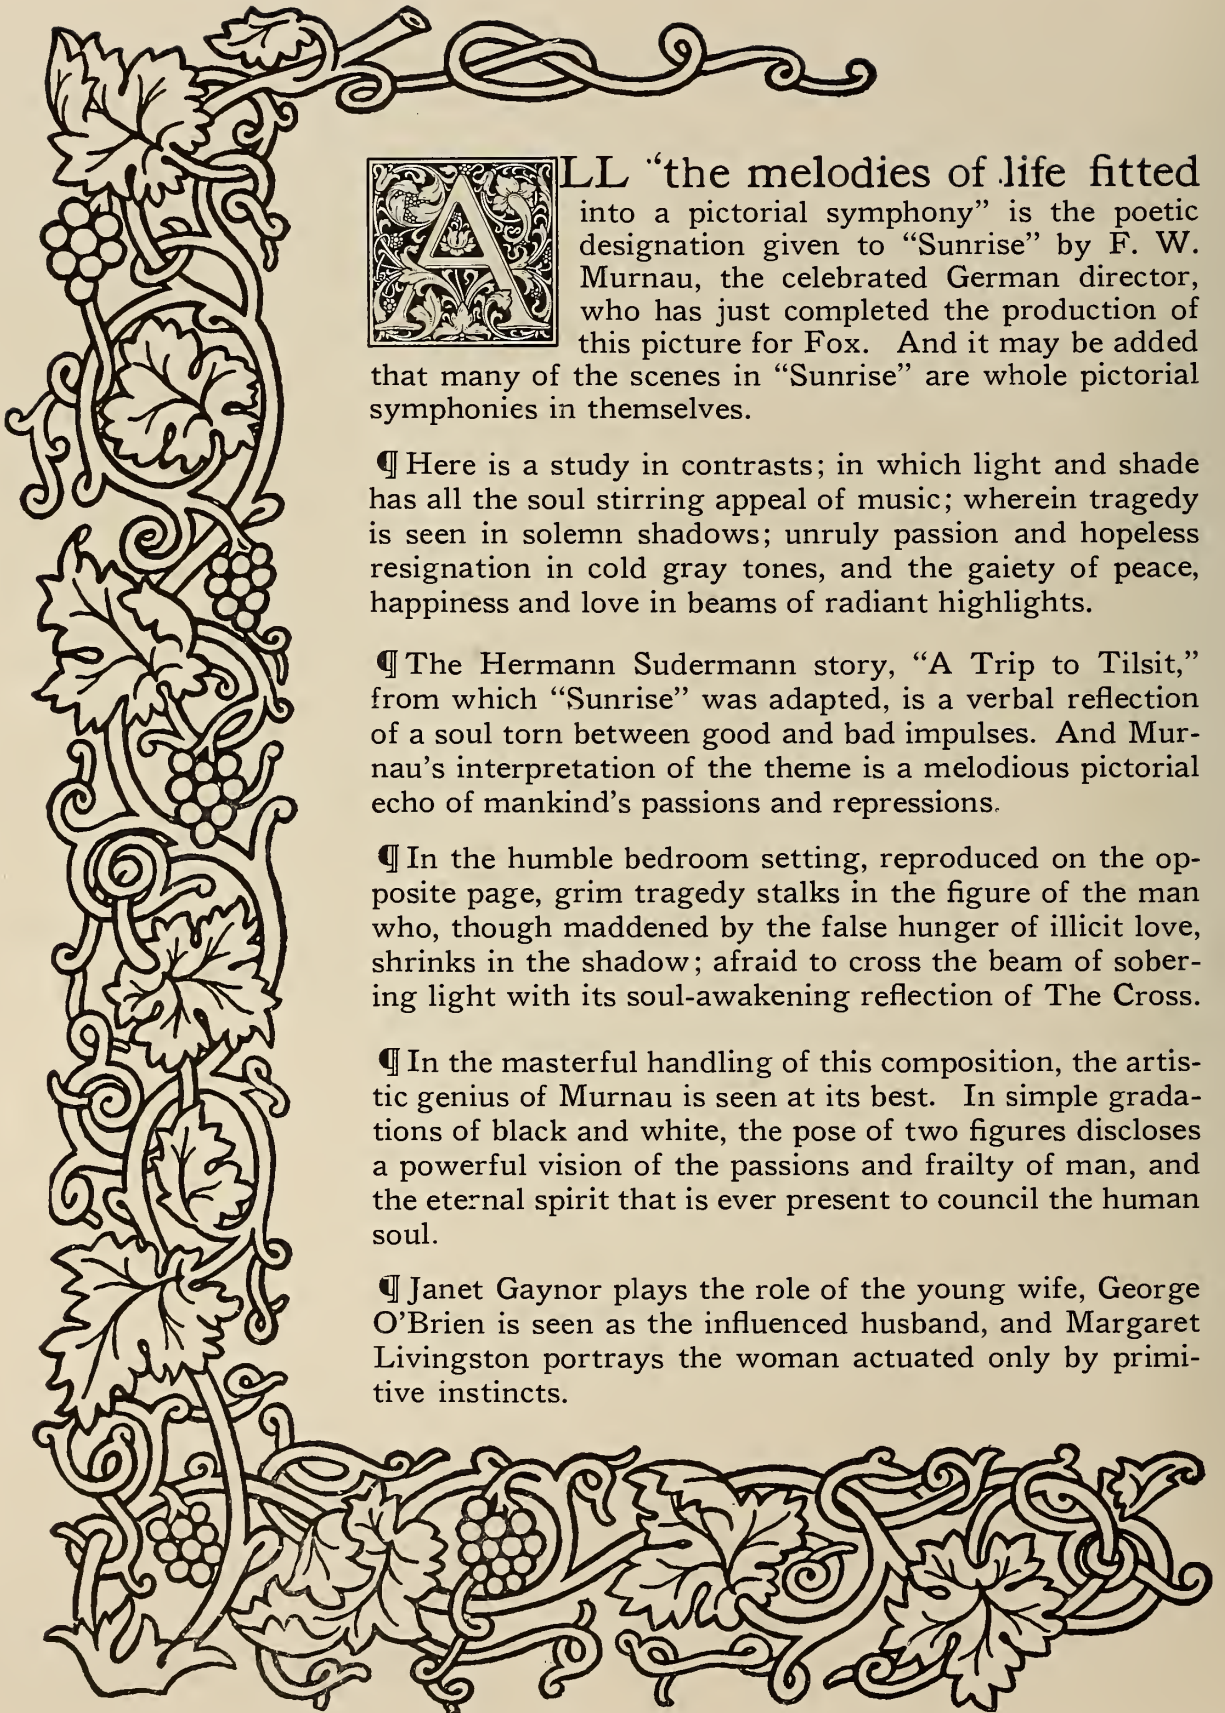 ALL "the melodies of life fitted
into a pictorial symphony" is the poetic
designation given to "Sunrise" by F. W.
Murnau, the celebrated German director,
who has just completed the production of
this picture for Fox. And it may be added
that many of the scenes in "Sunrise" are whole pictorial
symphonies in themselves.
¶ Here is a study in contrasts; in which light and shade
has all the soul stirring appeal of music; wherein tragedy
is seen in solemn shadows; unruly passion and hopeless
resignation in cold gray tones, and the gaiety of peace,
happiness and love in beams of radiant highlights.
¶ The Hermann Sudermann story, "A Trip to Tilsit,"
from which "Sunrise" was adapted, is a verbal reflection
of a soul torn between good and bad impulses. And Mur-
nau's interpretation of the theme is a melodious pictorial
echo of mankind's passions and repressions.
¶ In the humble bedroom setting, reproduced on the op-
posite page, grim tragedy stalks in the figure of the man
who, though maddened by the false hunger of illicit love,
shrinks in the shadow; afraid to cross the beam of sober-
ing light with its soul-awakening reflection of The Cross.
¶ In the masterful handling of this composition, the artis-
tic genius of Murnau is seen at its best. In simple grada-
tions of black and white, the pose of two figures discloses
a powerful vision of the passions and frailty of man, and
the eternal spirit that is ever present to council the human
soul.
¶ Janet Gaynor plays the role of the young wife, George
O'Brien is seen as the influenced husband, and Margaret
Livingston portrays the woman actuated only by primi-
tive instincts.